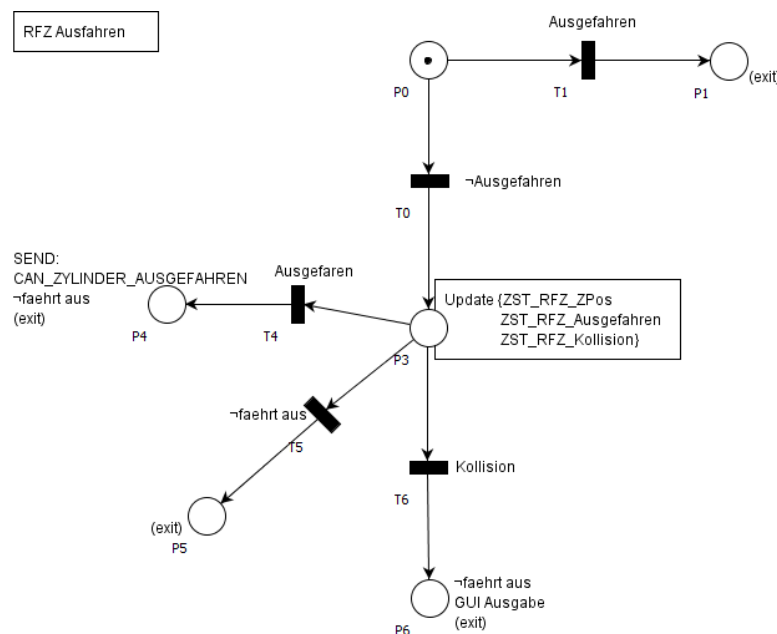 RFZ Ausfahren
Ausgefahren
P0
T1
P1
(exit)
¬Ausgefahren
T0
SEND:
CAN_ZYLINDER_AUSGEFAHREN
¬faehrt aus
(exit)
P4
Ausgefaren
T4
Update {ZST_RFZ_ZPos
ZST_RFZ_Ausgefahren
ZST_RFZ_Kollision}
P3
¬faehrt aus
T5
(exit)
P5
Kollision
T6
¬faehrt aus
GUI Ausgabe
(exit)
P6